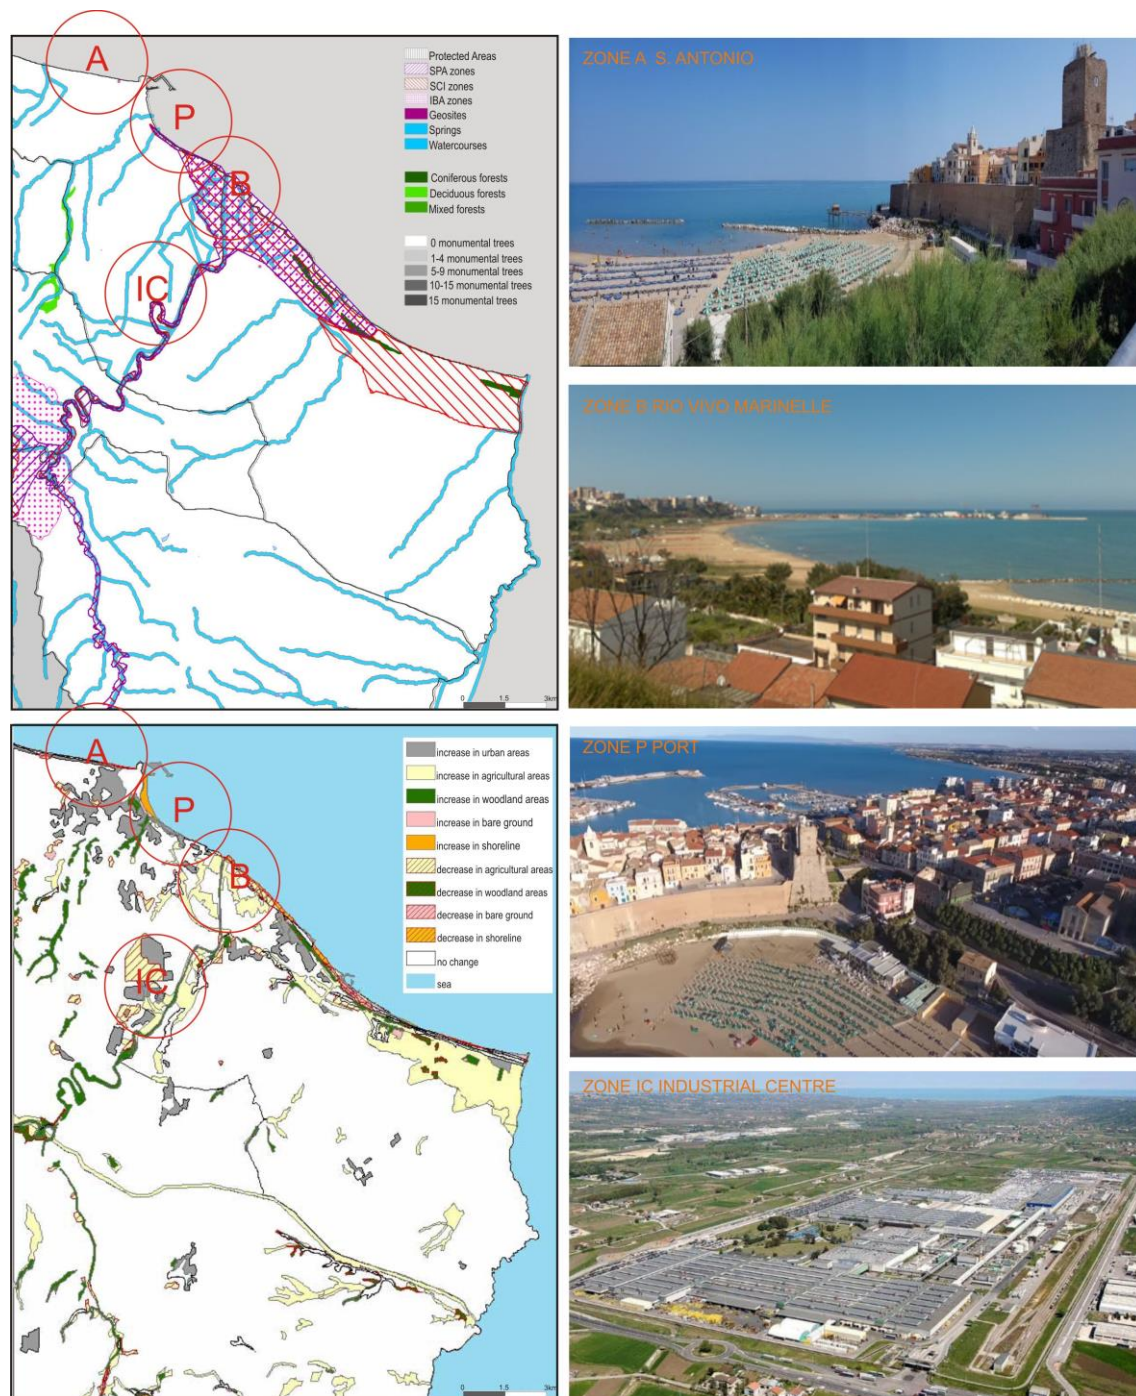 A
P
B
IC
Protected Areas
SPA zones
SCI zones
IBA zones
Geosites
Springs
Watercourses
Coniferous forests
Deciduous forests
Mixed forests
0 monumental trees
1-4 monumental trees
5-9 monumental trees
10-15 monumental trees
15 monumental trees
0 1.5 3km
ZONE A S. ANTONIO
ZONE B RIO VIVO MARINELLE
A
P
B
IC
increase in urban areas
increase in agricultural areas
increase in woodland areas
increase in bare ground
increase in shoreline
decrease in agricultural areas
decrease in woodland areas
decrease in bare ground
decrease in shoreline
no change
sea
0 1.5 3km
ZONE P PORT
ZONE IC INDUSTRIAL CENTRE